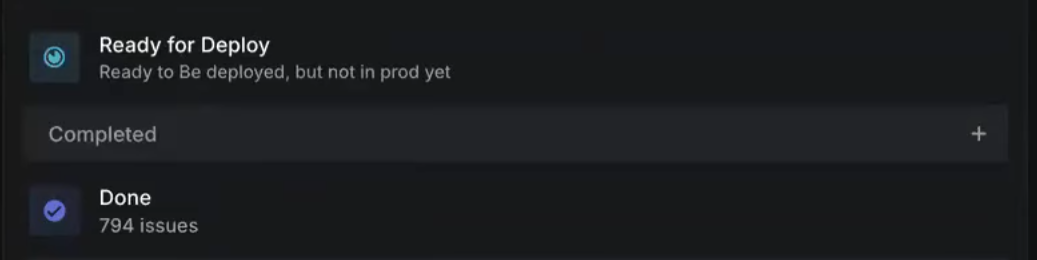 Ready for Deploy
Ready to Be deployed, but not in prod yet
Completed +
Done
794 issues